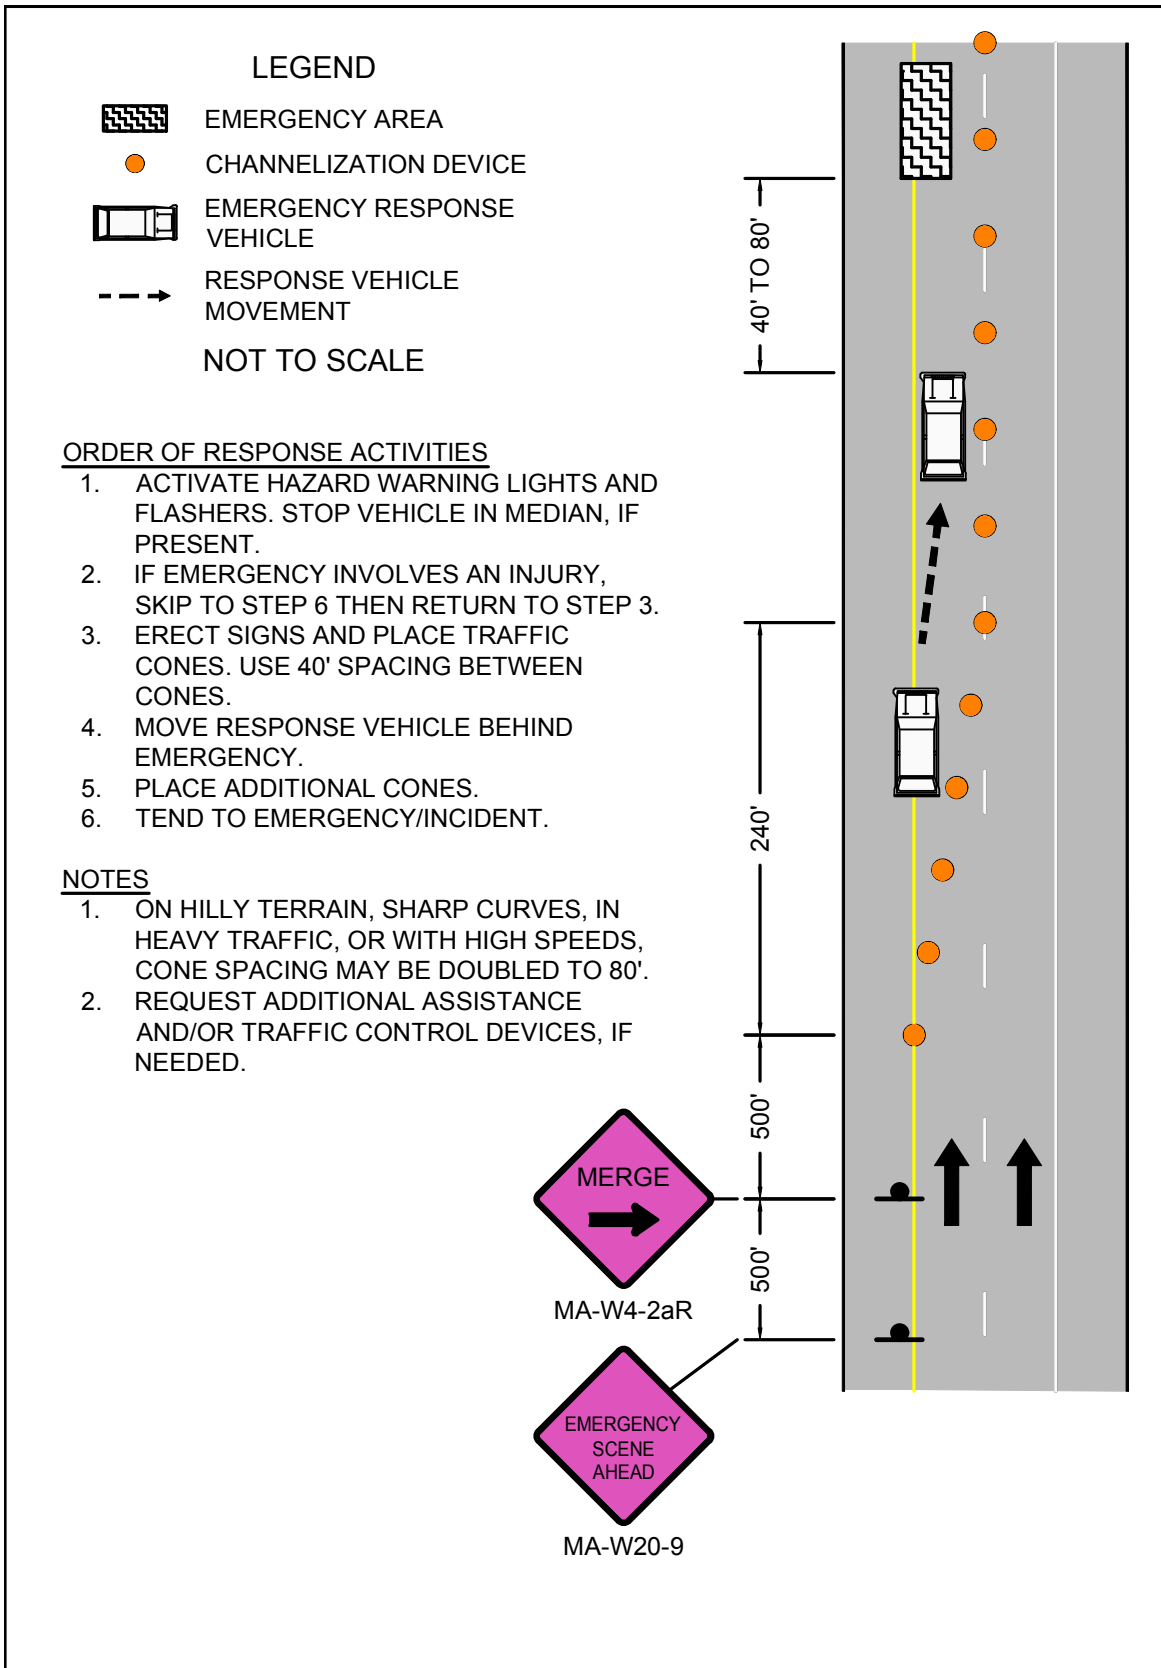 LEGEND
EMERGENCY AREA
CHANNELIZATION DEVICE
EMERGENCY RESPONSE
VEHICLE
RESPONSE VEHICLE
MOVEMENT
NOT TO SCALE
ORDER OF RESPONSE ACTIVITIES
1. ACTIVATE HAZARD WARNING LIGHTS AND
FLASHERS. STOP VEHICLE IN MEDIAN, IF
PRESENT.
2. IF EMERGENCY INVOLVES AN INJURY,
SKIP TO STEP 6 THEN RETURN TO STEP 3.
3. ERECT SIGNS AND PLACE TRAFFIC
CONES. USE 40' SPACING BETWEEN
CONES.
4. MOVE RESPONSE VEHICLE BEHIND
EMERGENCY.
5. PLACE ADDITIONAL CONES.
6. TEND TO EMERGENCY/INCIDENT.
NOTES
1. ON HILLY TERRAIN, SHARP CURVES, IN
HEAVY TRAFFIC, OR WITH HIGH SPEEDS,
CONE SPACING MAY BE DOUBLED TO 80'.
2. REQUEST ADDITIONAL ASSISTANCE
AND/OR TRAFFIC CONTROL DEVICES, IF
NEEDED.
40' TO 80'
240'
500'
500'
MERGE
MA-W4-2aR
EMERGENCY
SCENE
AHEAD
MA-W20-9